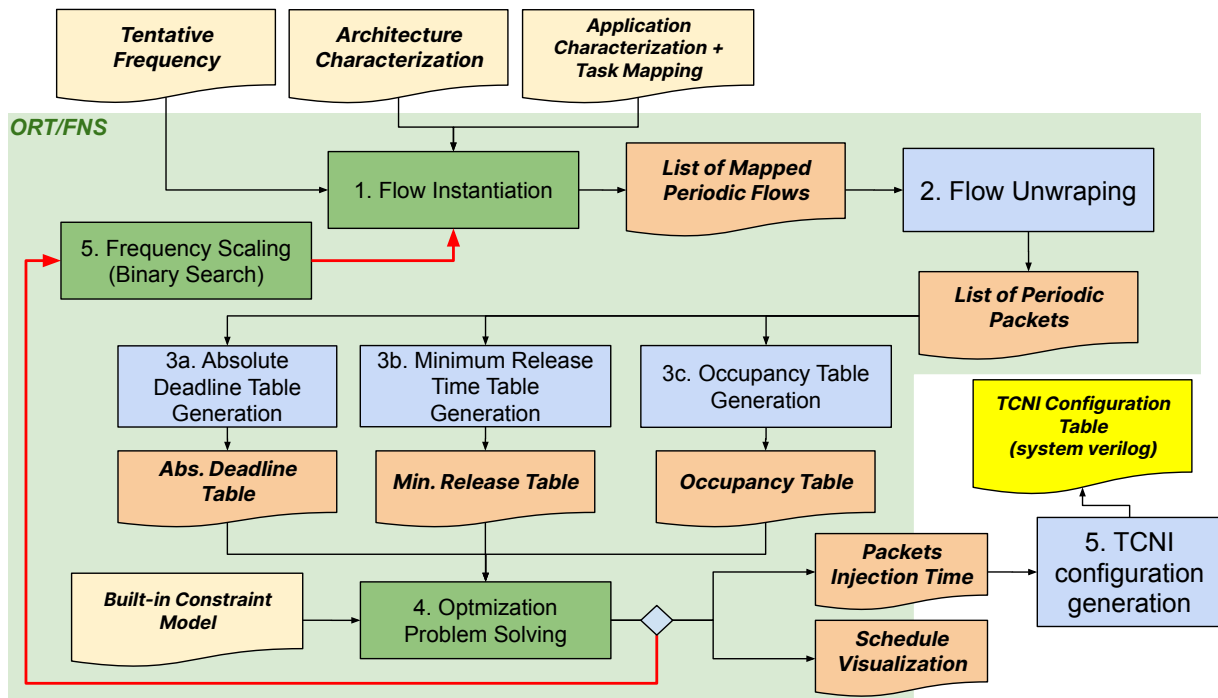 Tentative
Frequency
Architecture
Characterization
Application
Characterization +
Task Mapping
ORT/FNS
1. Flow Instantiation
List of Mapped
Periodic Flows
2. Flow Unwraping
5. Frequency Scaling
(Binary Search)
List of Periodic
Packets
3a. Absolute
Deadline Table
Generation
3b. Minimum Release
Time Table
Generation
3c. Occupancy Table
Generation
TCNI Configuration
Table
(system verilog)
Abs. Deadline
Table
Min. Release Table
Occupancy Table
Built-in Constraint
Model
4. Optmization
Problem Solving
Packets
Injection Time
5. TCNI
configuration
generation
Schedule
Visualization